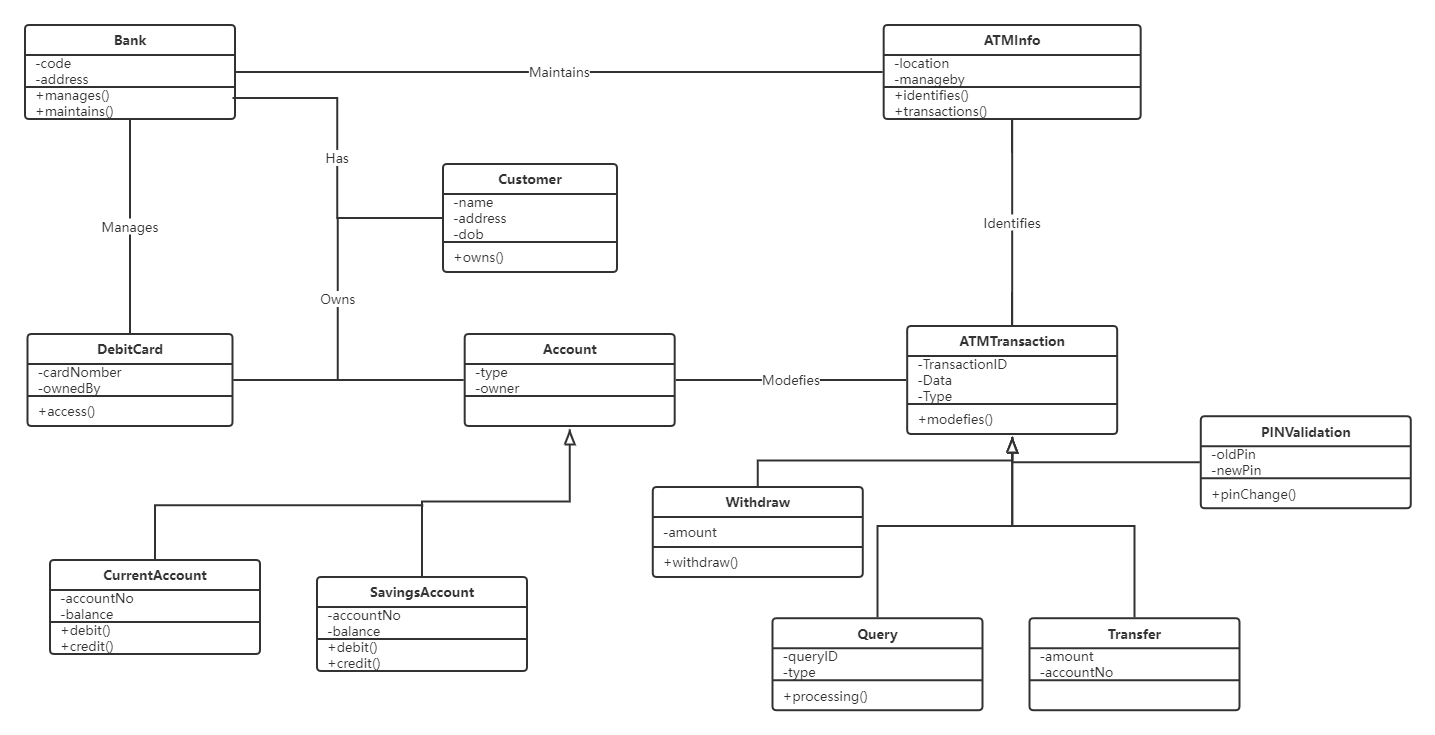 Bank
-code
-address
+manages()
+maintains()
Maintains
ATMInfo
-location
-manageby
+identifies()
+transactions()
Has
Customer
-name
-address
-dob
+owns()
Manages
Identifies
Owns
DebitCard
-cardNomber
-ownedBy
+access()
Account
-type
-owner
Modefies
ATMTransaction
-TransactionID
-Data
-Type
+modefies()
PINValidation
-oldPin
-newPin
+pinChange()
Withdraw
-amount
+withdraw()
CurrentAccount
-accountNo
-balance
+debit()
+credit()
SavingsAccount
-accountNo
-balance
+debit()
+credit()
Query
-queryID
-type
+processing()
Transfer
-amount
-accountNo